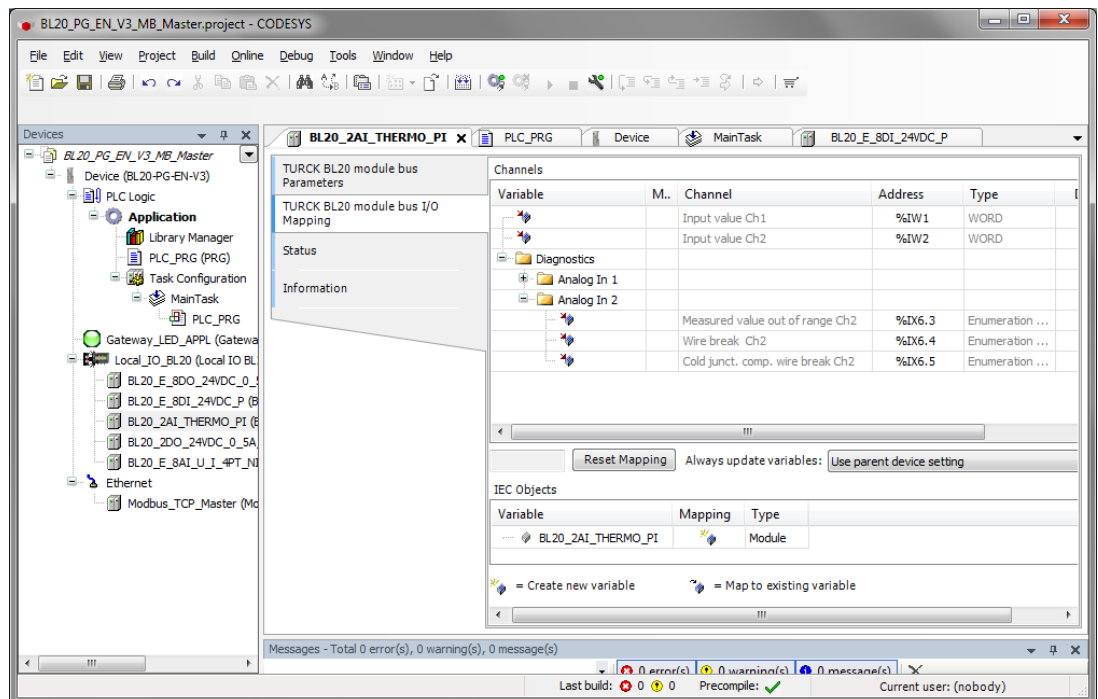 BL20_PG_EN_V3_MB_Master.project - CODESYS
File Edit View Project Build Online Debug Tools Window Help
Devices
BL20_PG_EN_V3_MB_Master
Device (BL20-PG-EN-V3)
PLC Logic
Application
Library Manager
PLC_PRG (PRG)
Task Configuration
MainTask
PLC_PRG
Gateway_LED_APPL (Gatewa
Local_IO_BL20 (Local IO BL
BL20_E_8DO_24VDC_0_5
BL20_E_8DI_24VDC_P (B
BL20_2AI_THERMO_PI (B
BL20_2DO_24VDC_0_5A
BL20_E_8AI_U_I_4PT_NI
Ethernet
Modbus_TCP_Master (Mo
BL20_2AI_THERMO_PI X PLC_PRG Device MainTask BL20_E_8DI_24VDC_P
TURCK BL20 module bus
Parameters
TURCK BL20 module bus I/O
Mapping
Status
Information
Channels
Variable M.. Channel Address Type
Input value Ch1 %IW1 WORD
Input value Ch2 %IW2 WORD
Diagnostics
Analog In 1
Analog In 2
Measured value out of range Ch2 %IX6.3 Enumeration ...
Wire break Ch2 %IX6.4 Enumeration ...
Cold junct. comp. wire break Ch2 %IX6.5 Enumeration ...
Reset Mapping Always update variables: Use parent device setting
IEC Objects
Variable Mapping Type
BL20_2AI_THERMO_PI Module
= Create new variable = Map to existing variable
Messages - Total 0 error(s), 0 warning(s), 0 message(s)
0 error(s) 0 warning(s) 0 message(s)
Last build: 0 0 Precompile: Current user: (nobody)